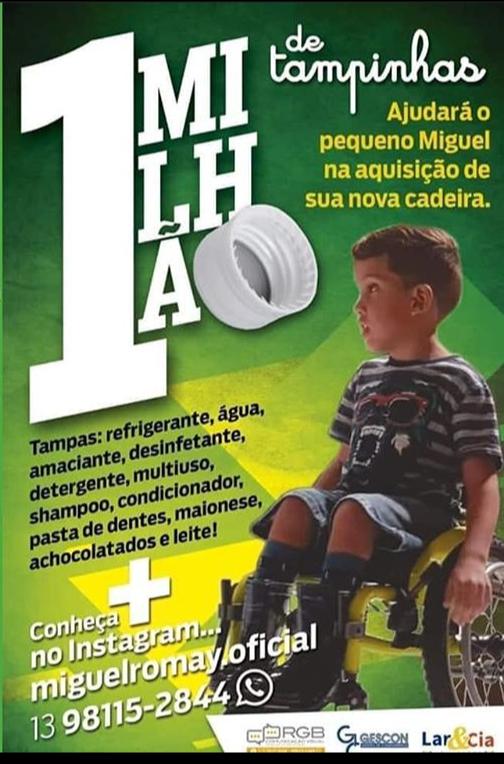 1 MI
LH
ÃO
de
tampinhas
Ajudará o
pequeno Miguel
na aquisição de
sua nova cadeira.
Tampas: refrigerante, água,
amaciante, desinfetante,
detergente, multiuso,
shampoo, condicionador,
pasta de dentes, maionese,
achocolatados e leite!
+
Conheça
no Instagram...
miguelromay.oficial
13 98115-2844
RGB
GESCON
Lar&Cia